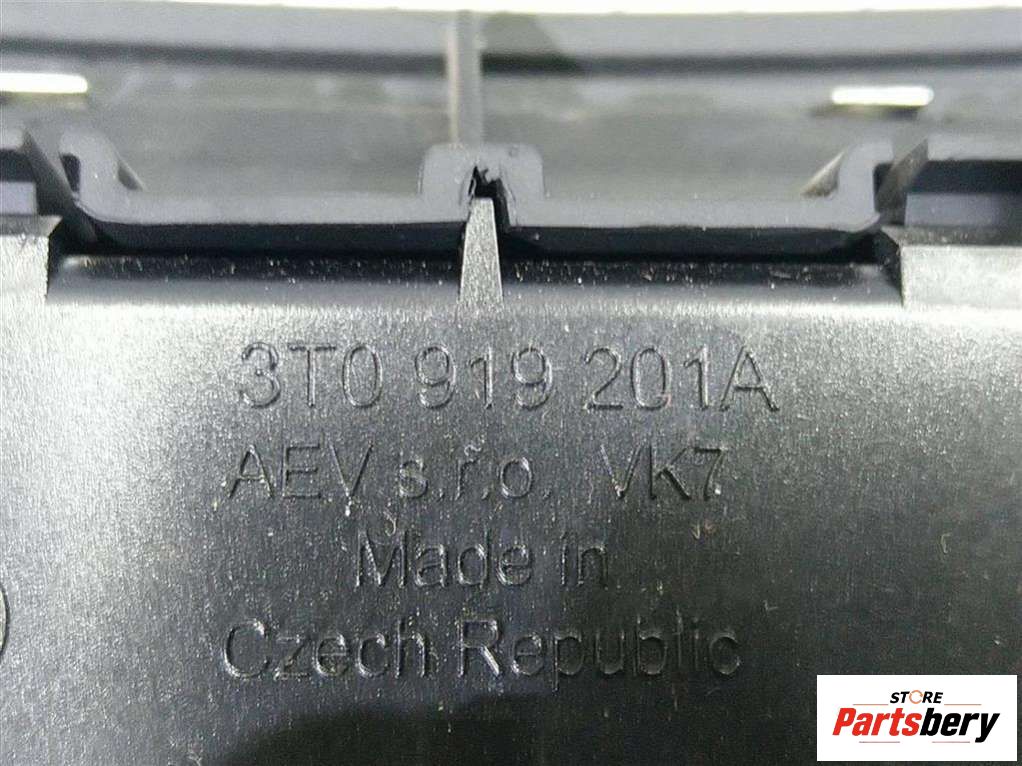 3T0 919 201A
AEV s.r.o. VK7
Made in
Czech Republic
STORE
Partsbery